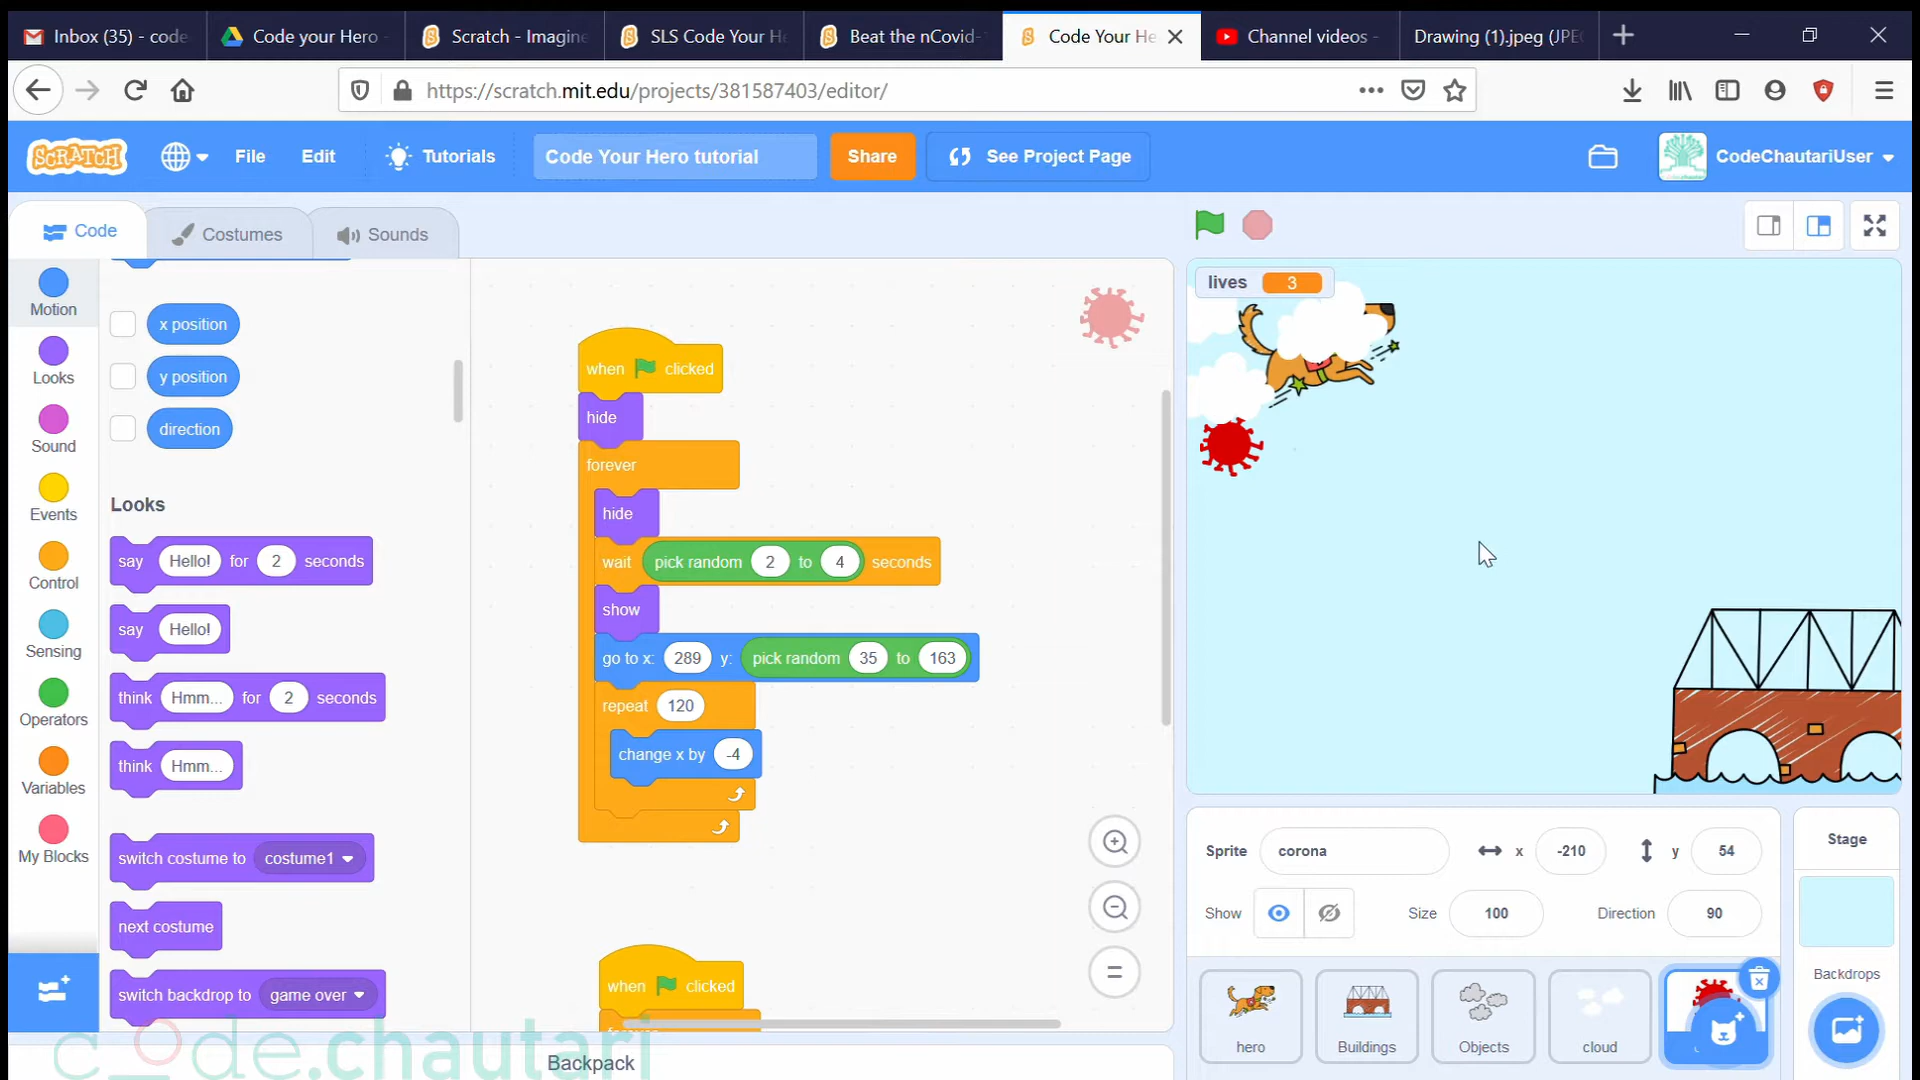 Inbox (35) - code
Code your Hero -
Scratch - Imagine
SLS Code Your H
Beat the nCovid-
Code Your He
Channel videos -
Drawing (1).jpeg (JPE
https://scratch.mit.edu/projects/381587403/editor/
SCRATCH
File
Edit
Tutorials
Code Your Hero tutorial
Share
See Project Page
CodeChautariUser
Code
Costumes
Sounds
Motion
Looks
Sound
Events
Control
Sensing
Operators
Variables
My Blocks
x position
y position
direction
Looks
say Hello! for 2 seconds
say Hello!
think Hmm... for 2 seconds
think Hmm...
switch costume to costume1
next costume
switch backdrop to game over
when clicked
hide
forever
hide
wait pick random 2 to 4 seconds
show
go to x: 289 y: pick random 35 to 163
repeat 120
change x by -4
when clicked
forever
lives 3
Sprite corona x -210 y 54
Show Size 100 Direction 90
hero
Buildings
Objects
cloud
Stage
Backdrops
Backpack
code.chautari